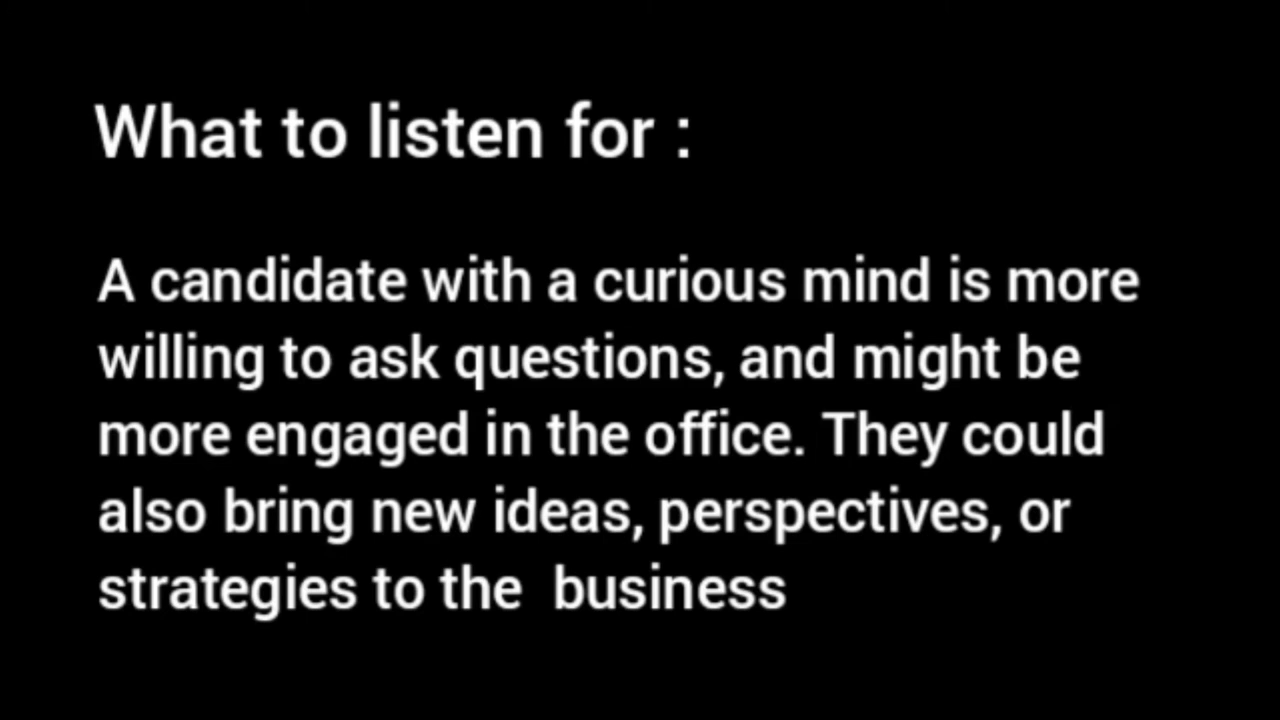 What to listen for :
A candidate with a curious mind is more
willing to ask questions, and might be
more engaged in the office. They could
also bring new ideas, perspectives, or
strategies to the  business